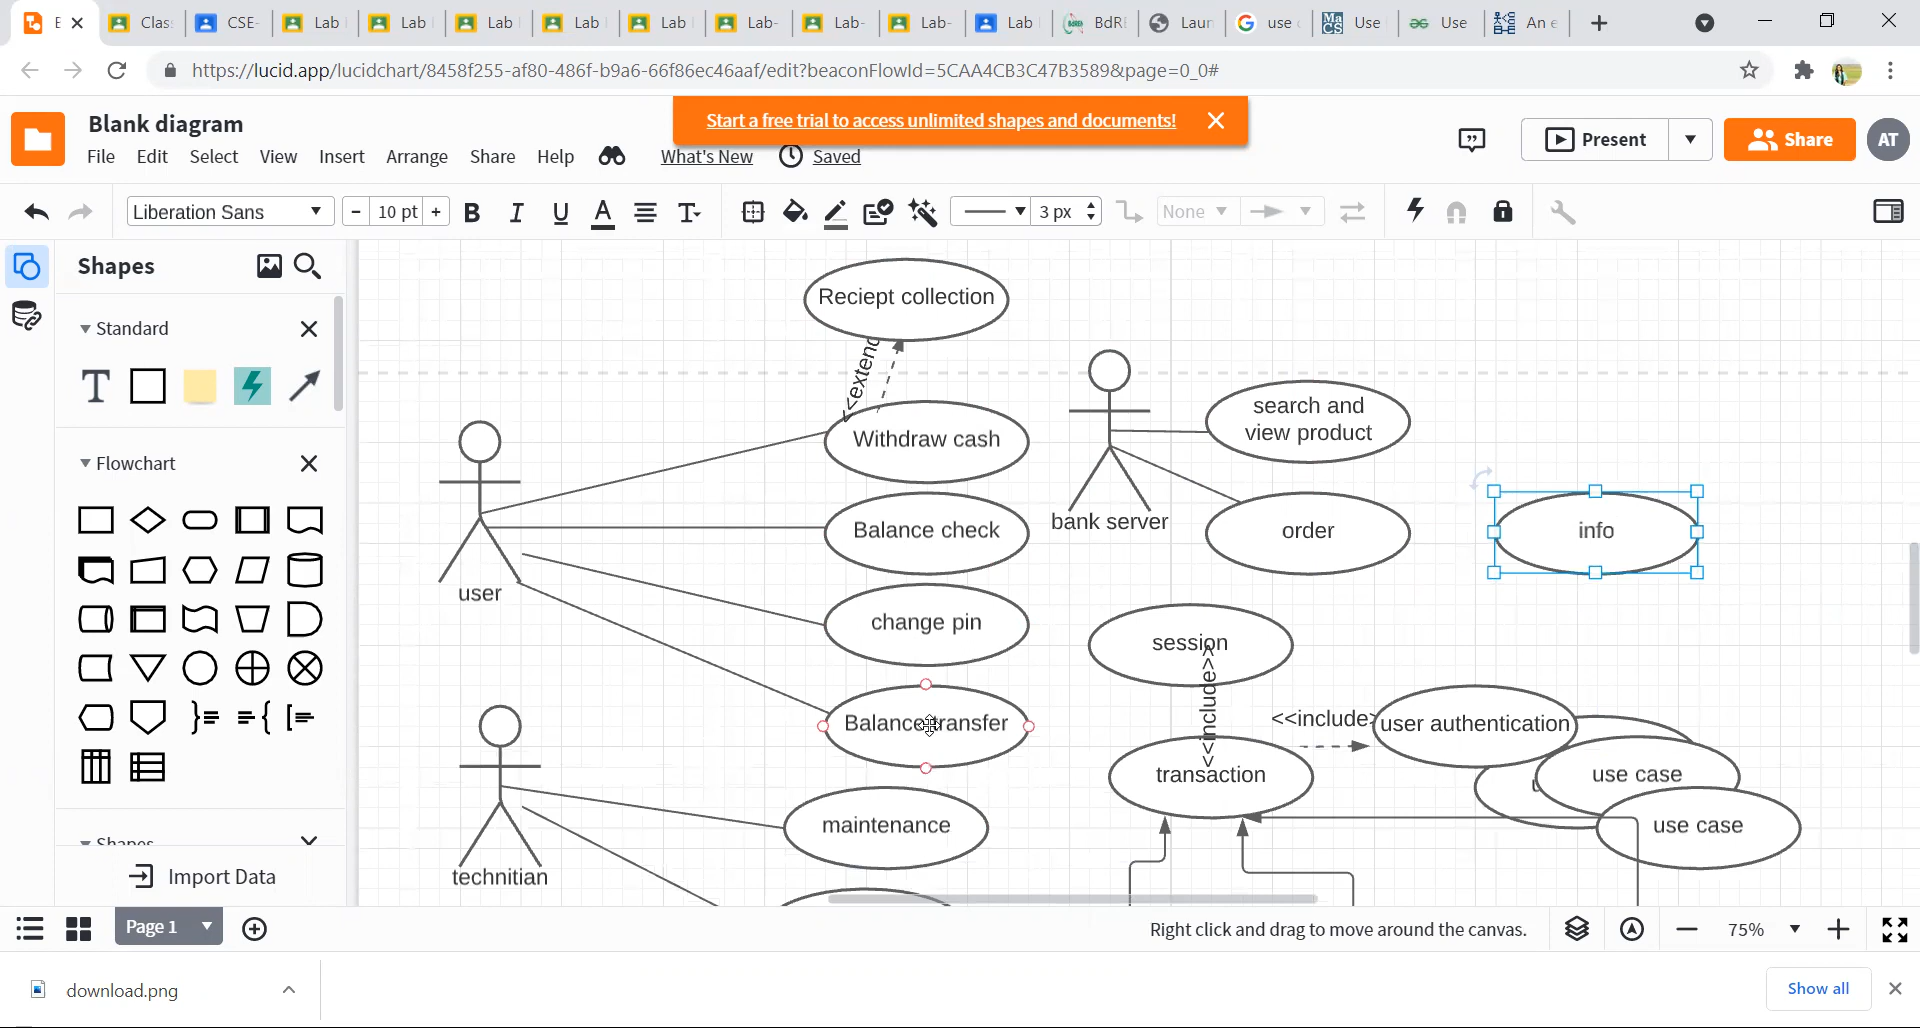 E
Clas
CSE-
Lab
Lab
Lab
Lab
Lab
Lab-
Lab-
Lab-
Lab
BdRE
Laun
use c
Use
Use
An e
https://lucid.app/lucidchart/8458f255-af80-486f-b9a6-66f86ec46aaf/edit?beaconFlowId=5CAA4CB3C47B3589&page=0_0#
Blank diagram
Start a free trial to access unlimited shapes and documents!
File Edit Select View Insert Arrange Share Help What's New Saved
Present
Share
AT
Liberation Sans
- 10 pt +
B I U A T
3 px
None
Shapes
Standard
T
Flowchart
Shapes
Import Data
Reciept collection
<<extend
Withdraw cash
Balance check
change pin
Balance transfer
user
technitian
maintenance
bank server
search and
view product
order
info
session
<<include>>
transaction
<<include>
user authentication
use case
use case
Page 1
Right click and drag to move around the canvas.
75%
download.png
Show all